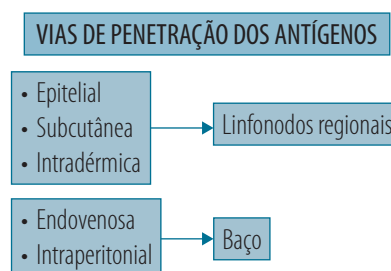 VIAS DE PENETRAÇÃO DOS ANTÍGENOS
• Epitelial
• Subcutânea
• Intradérmica
Linfonodos regionais
• Endovenosa
• Intraperitonial
Baço